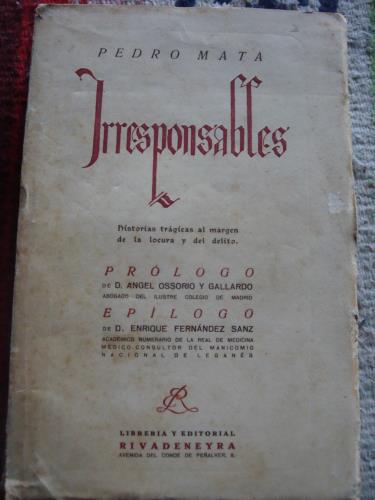 PEDRO MATA
Irresponsables
historias trágicas al margen
de la locura y del delito.
PRÓLOGO
DE D. ANGEL OSSORIO Y GALLARDO
ABOGADO DEL ILUSTRE COLEGIO DE MADRID
EPÍLOGO
DE D. ENRIQUE FERNÁNDEZ SANZ
ACADÉMICO NUMERARIO DE LA REAL DE MEDICINA
MÉDICO-CONSULTOR DEL MANICOMIO
NACIONAL DE LEGANÉS
R
LIBRERIA Y EDITORIAL
RIVADENEYRA
AVENIDA DEL CONDE DE PEÑALVER, 8.